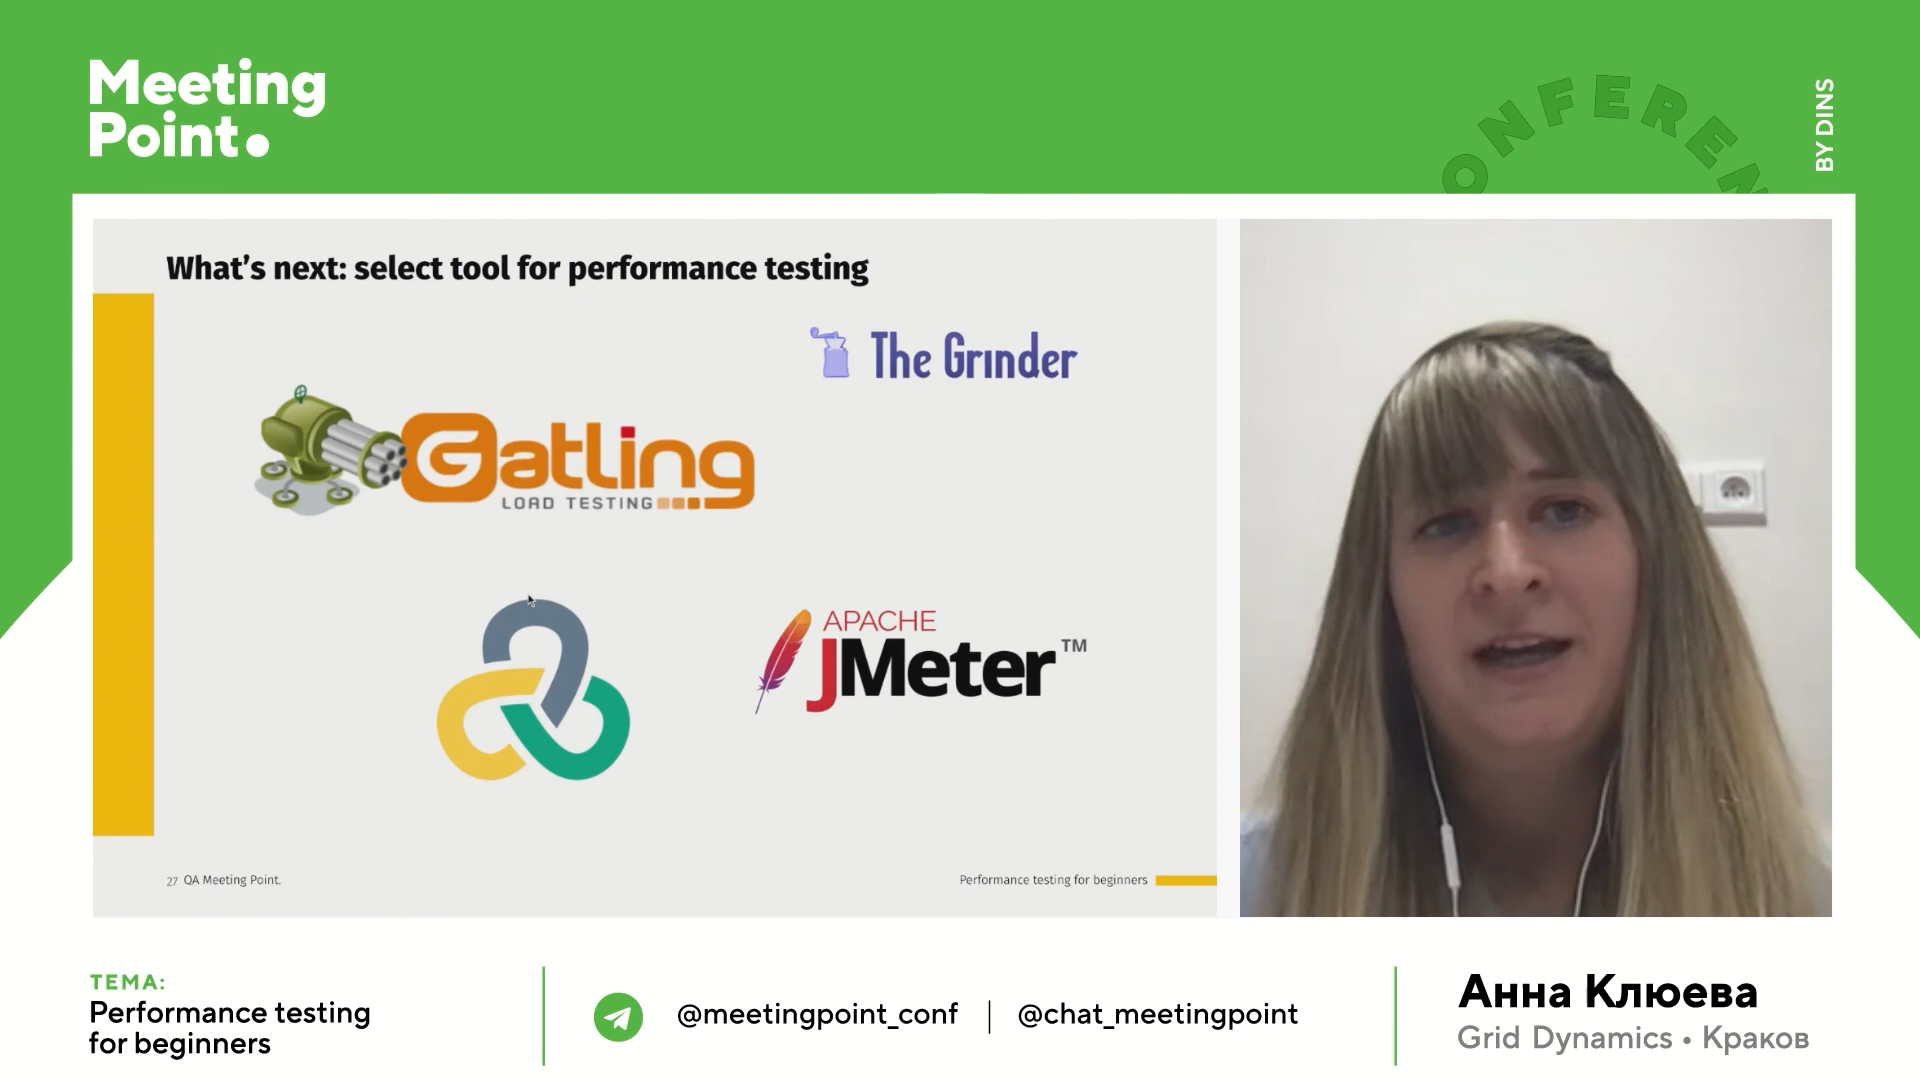 Meeting
Point.
ONFEREN
BY DINS
What's next: select tool for performance testing
The Grinder
Gatling
LOAD TESTING
APACHE
JMeter™
27 QA Meeting Point.
Performance testing for beginners
ТЕМА:
Performance testing
for beginners
@meetingpoint_conf | @chat_meetingpoint
Анна Клюева
Grid Dynamics • Краков